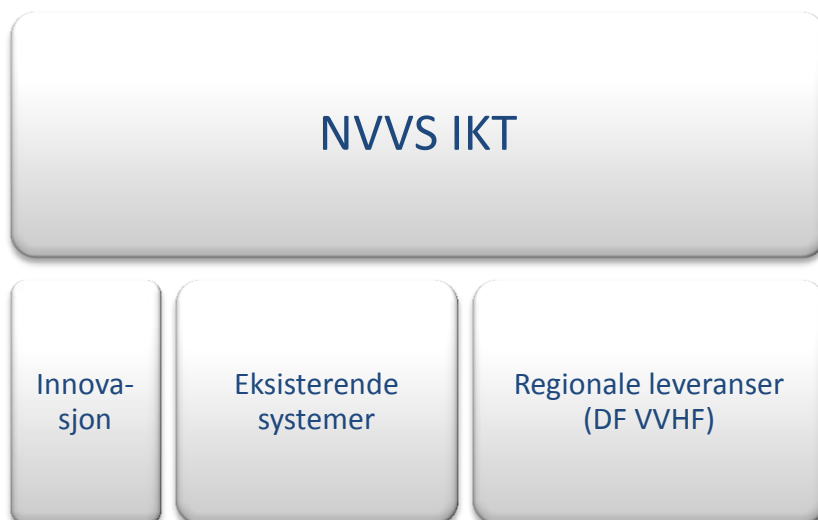 NVVS IKT
Innova-
sjon
Eksisterende
systemer
Regionale leveranser
(DF VVHF)